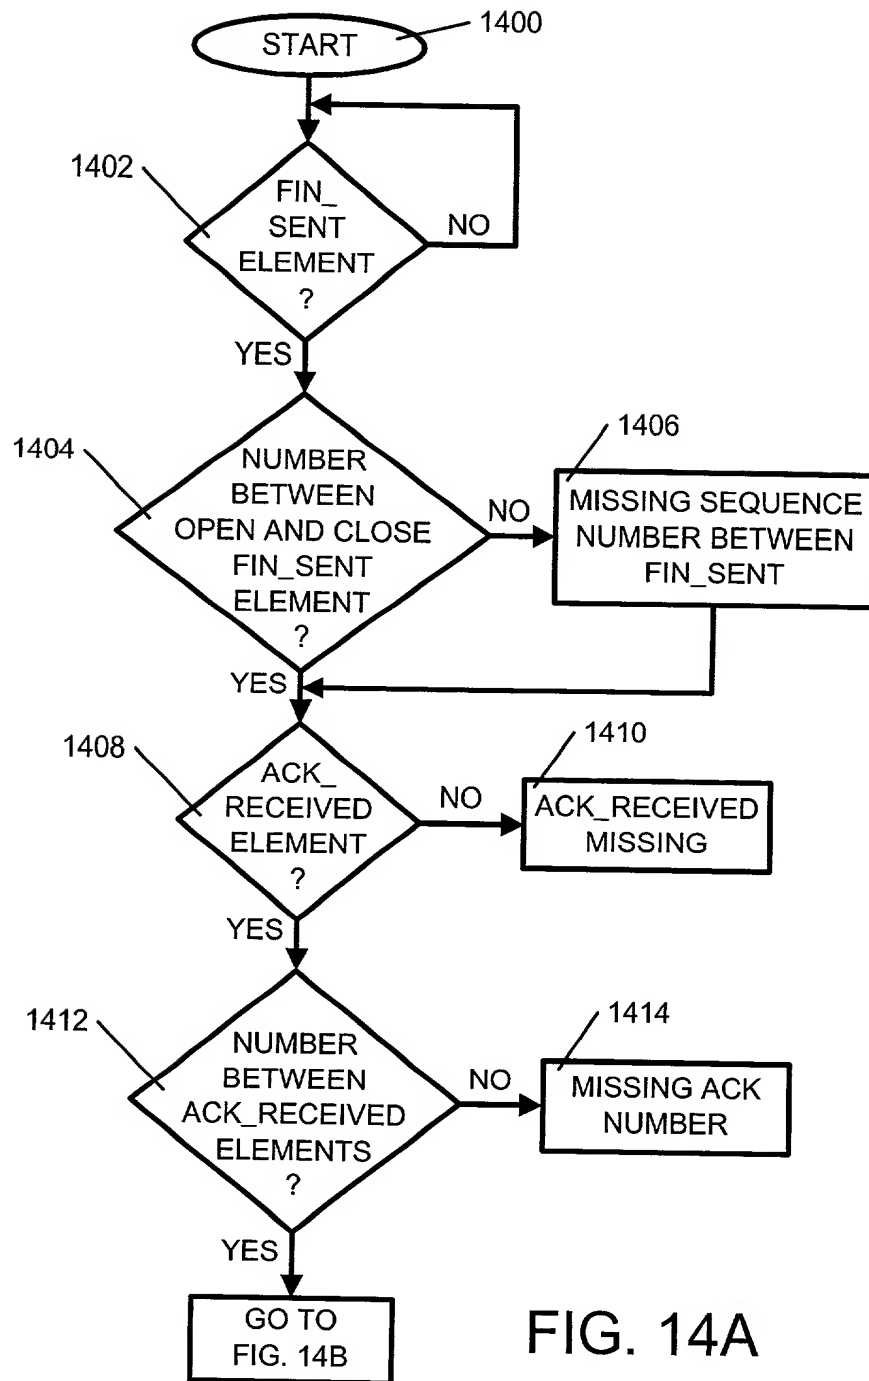 START
1400
1402
FIN_
SENT
ELEMENT
?
NO
YES
1404
NUMBER
BETWEEN
OPEN AND CLOSE
FIN_SENT
ELEMENT
?
NO
1406
MISSING SEQUENCE
NUMBER BETWEEN
FIN_SENT
YES
1408
ACK_
RECEIVED
ELEMENT
?
NO
1410
ACK_RECEIVED
MISSING
YES
1412
NUMBER
BETWEEN
ACK_RECEIVED
ELEMENTS
?
NO
1414
MISSING ACK
NUMBER
YES
GO TO
FIG. 14B
FIG. 14A